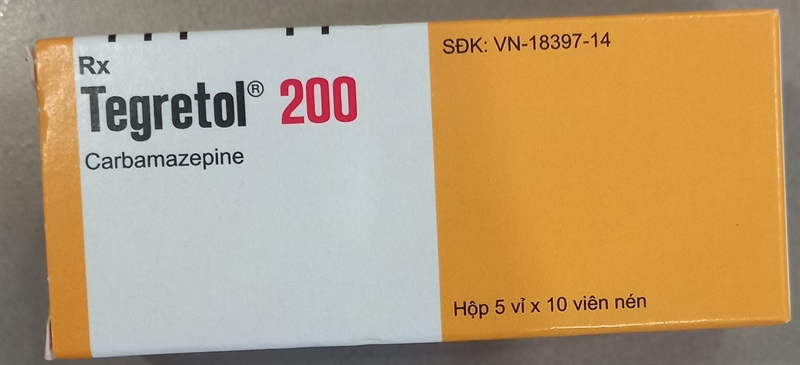 Rx
Tegretol® 200
Carbamazepine
SĐK: VN-18397-14
Hộp 5 vỉ x 10 viên nén